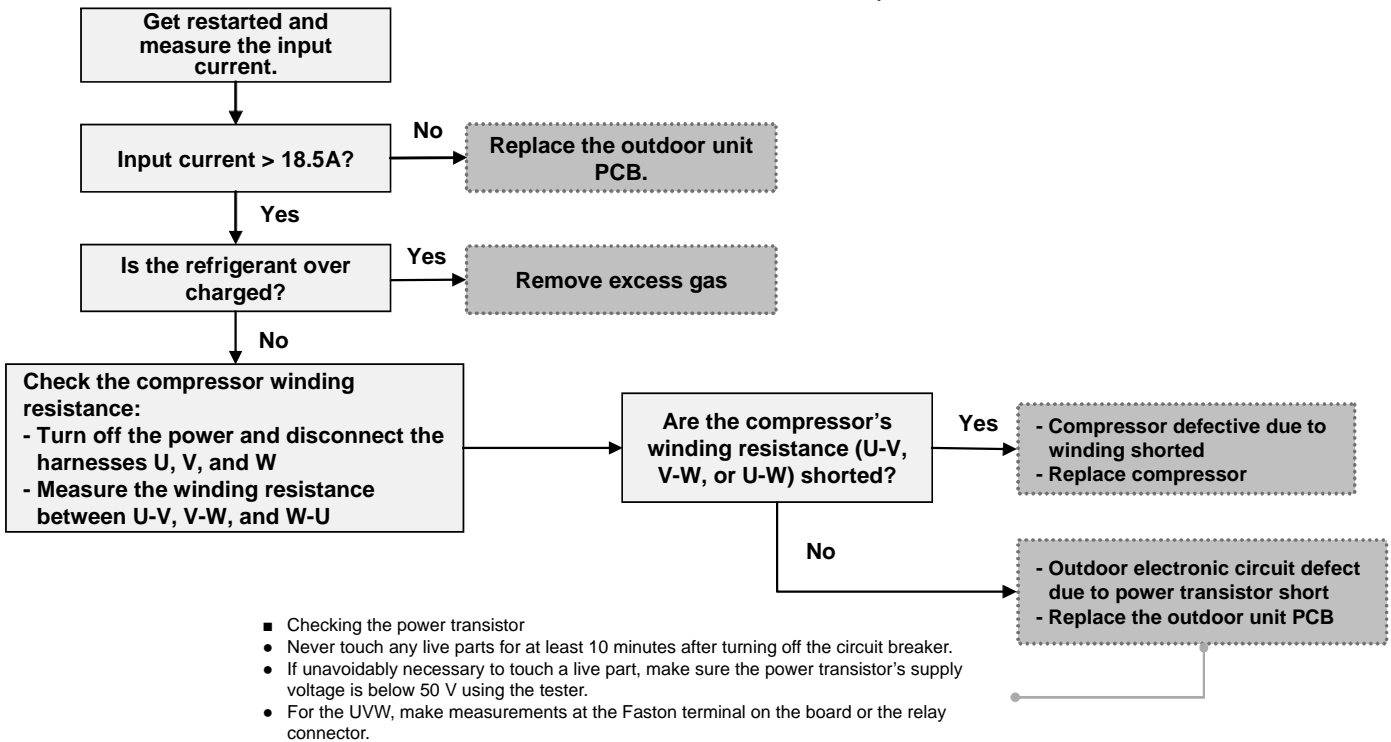 Get restarted and
measure the input
current.
Input current > 18.5A?
No
Replace the outdoor unit
PCB.
Yes
Is the refrigerant over
charged?
Yes
Remove excess gas
No
Check the compressor winding
resistance:
- Turn off the power and disconnect the
harnesses U, V, and W
- Measure the winding resistance
between U-V, V-W, and W-U
Are the compressor's
winding resistance (U-V,
V-W, or U-W) shorted?
Yes
- Compressor defective due to
winding shorted
- Replace compressor
No
- Outdoor electronic circuit defect
due to power transistor short
- Replace the outdoor unit PCB
■ Checking the power transistor
● Never touch any live parts for at least 10 minutes after turning off the circuit breaker.
● If unavoidably necessary to touch a live part, make sure the power transistor's supply
voltage is below 50 V using the tester.
● For the UVW, make measurements at the Faston terminal on the board or the relay
connector.